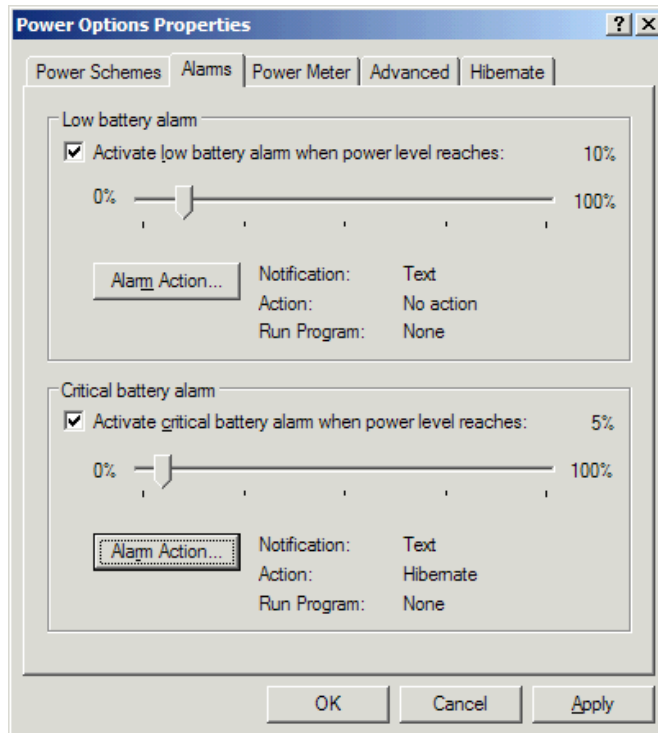 Power Options Properties
Power Schemes Alarms Power Meter Advanced Hibernate
Low battery alarm
Activate low battery alarm when power level reaches: 10%
0% 100%
Alarm Action... Notification: Text
Action: No action
Run Program: None
Critical battery alarm
Activate critical battery alarm when power level reaches: 5%
0% 100%
Alarm Action... Notification: Text
Action: Hibernate
Run Program: None
OK Cancel Apply